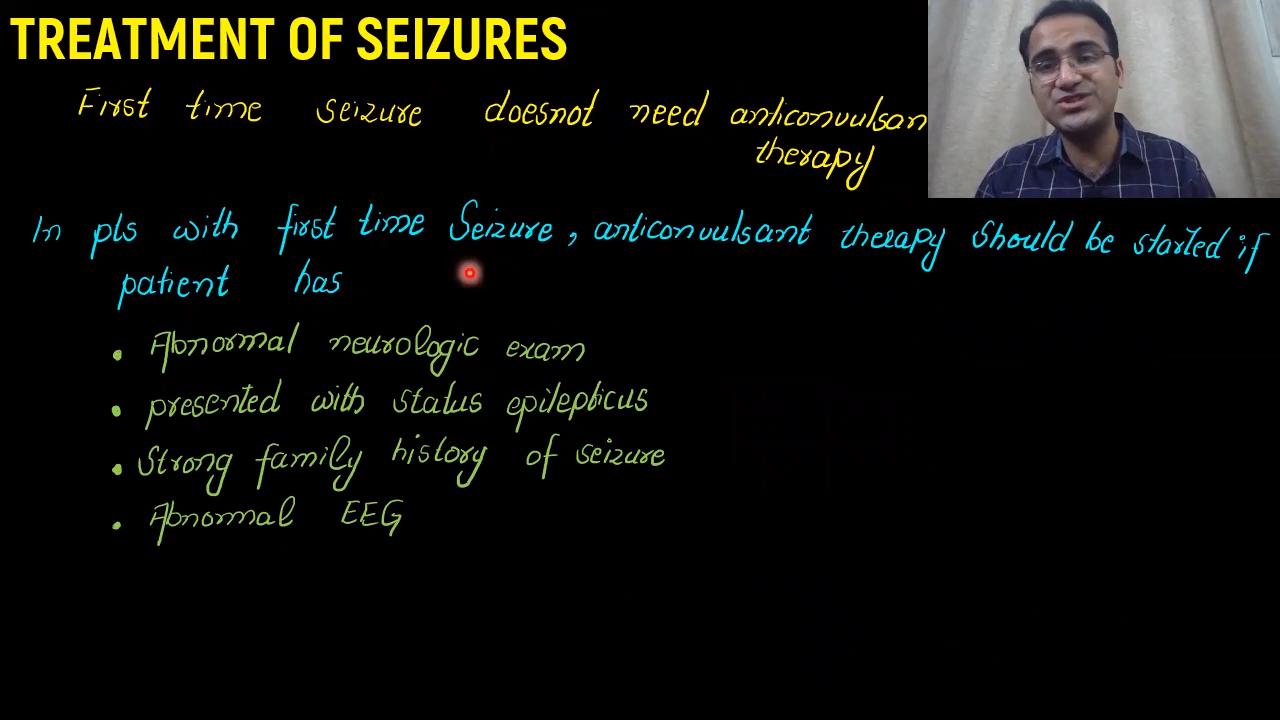 TREATMENT OF SEIZURES
First time seizure doesnot need anticonvulsan
therapy
In pts with first time Seizure, anticonvulsant therapy should be started if
patient has
• Abnormal neurologic exam
• presented with status epilepticus
• Strong family history of seizure
• Abnormal EEG